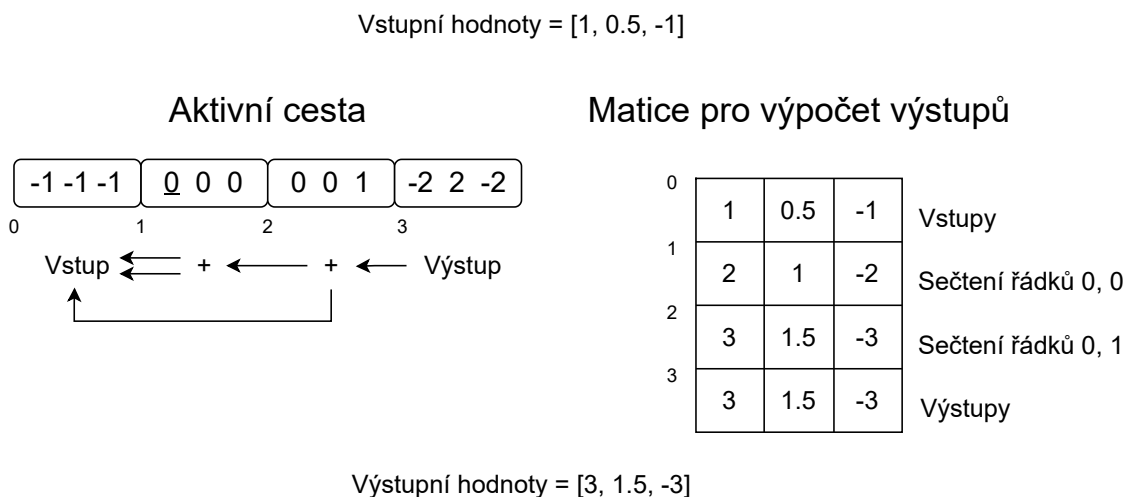 Vstupní hodnoty = [1, 0.5, -1]
Aktivní cesta
-1 -1 -1 0 0 0 0 0 1 -2 2 -2
0 1 2 3
Vstup + + Výstup
Matice pro výpočet výstupů
0
1 0.5 -1 Vstupy
1
2 1 -2 Sečtení řádků 0, 0
2
3 1.5 -3 Sečtení řádků 0, 1
3
3 1.5 -3 Výstupy
Výstupní hodnoty = [3, 1.5, -3]